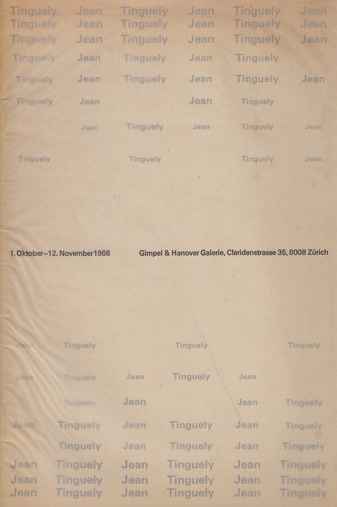 Tinguely Jean Tinguely Jean Tinguely Jean
Tinguely Jean Tinguely Jean Tinguely Jean
Tinguely Jean Tinguely Jean Tinguely Jean
Tinguely Jean Tinguely Jean Tinguely
Tinguely Jean Tinguely Jean Tinguely Jean
Tinguely Jean Jean Tinguely
Jean Tinguely Jean Tinguely Jean
Tinguely Tinguely Tinguely Jean
1. Oktober–12. November 1966 Gimpel & Hanover Galerie, Claridenstrasse 35, 8008 Zürich
Jean Tinguely Tinguely Tinguely
Jean Tinguely Jean Tinguely Jean
Tinguely Jean Jean Tinguely
Jean Tinguely Jean Tinguely Jean Tinguely
Tinguely Jean Tinguely Jean Tinguely
Jean Tinguely Jean Tinguely Jean Tinguely
Jean Tinguely Jean Tinguely Jean Tinguely
Jean Tinguely Jean Tinguely Jean Tinguely